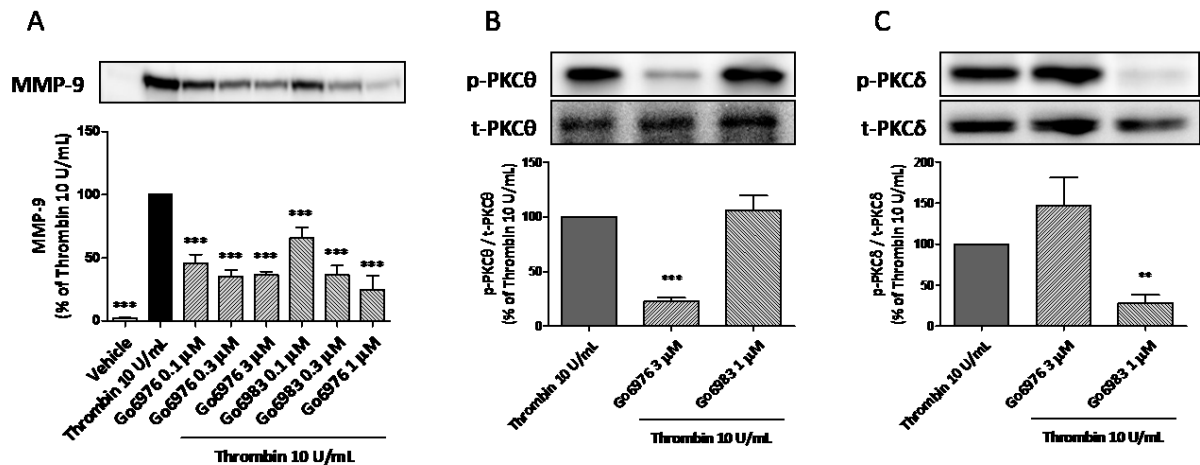 A
MMP-9
MMP-9
(% of Thrombin 10 U/mL)
150
100
50
0
***
***
***
***
***
***
***
Vehicle
Thrombin 10 U/mL
Go6976 0.1 µM
Go6976 0.3 µM
Go6976 3 µM
Go6983 0.1 µM
Go6983 0.3 µM
Go6976 1 µM
Thrombin 10 U/mL
B
p-PKCθ
t-PKCθ
p-PKCθ / t-PKCθ
(% of Thrombin 10 U/mL)
150
100
50
0
***
Thrombin 10 U/mL
Go6976 3 µM
Go6983 1 µM
Thrombin 10 U/mL
C
p-PKCδ
t-PKCδ
p-PKCδ / t-PKCδ
(% of Thrombin 10 U/mL)
200
150
100
50
0
**
Thrombin 10 U/mL
Go6976 3 µM
Go6983 1 µM
Thrombin 10 U/mL